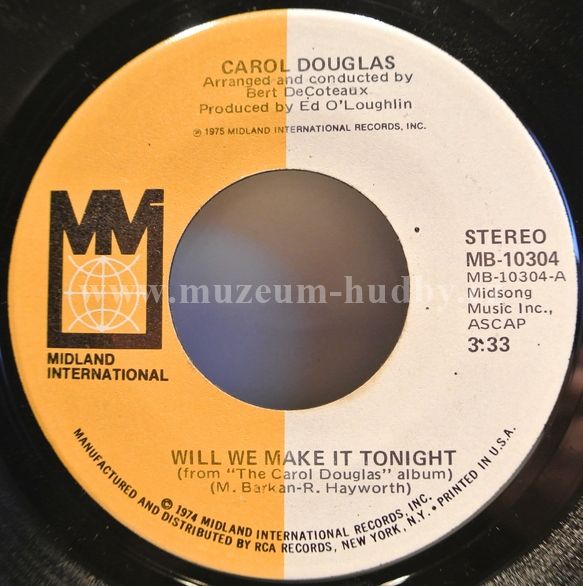 CAROL DOUGLAS
Arranged and conducted by
Bert DeCoteaux
Produced by Ed O'Loughlin
℗ 1975 MIDLAND INTERNATIONAL RECORDS, INC.
MIDLAND
INTERNATIONAL
STEREO
MB-10304
MB-10304-A
Midsong
Music Inc.,
ASCAP
3:33
www.muzeum-hudby.
WILL WE MAKE IT TONIGHT
(from "The Carol Douglas" album)
(M. Barkan-R. Hayworth)
© 1974 MIDLAND INTERNATIONAL RECORDS, INC.
MANUFACTURED AND DISTRIBUTED BY RCA RECORDS, NEW YORK, N.Y. • PRINTED IN U.S.A.